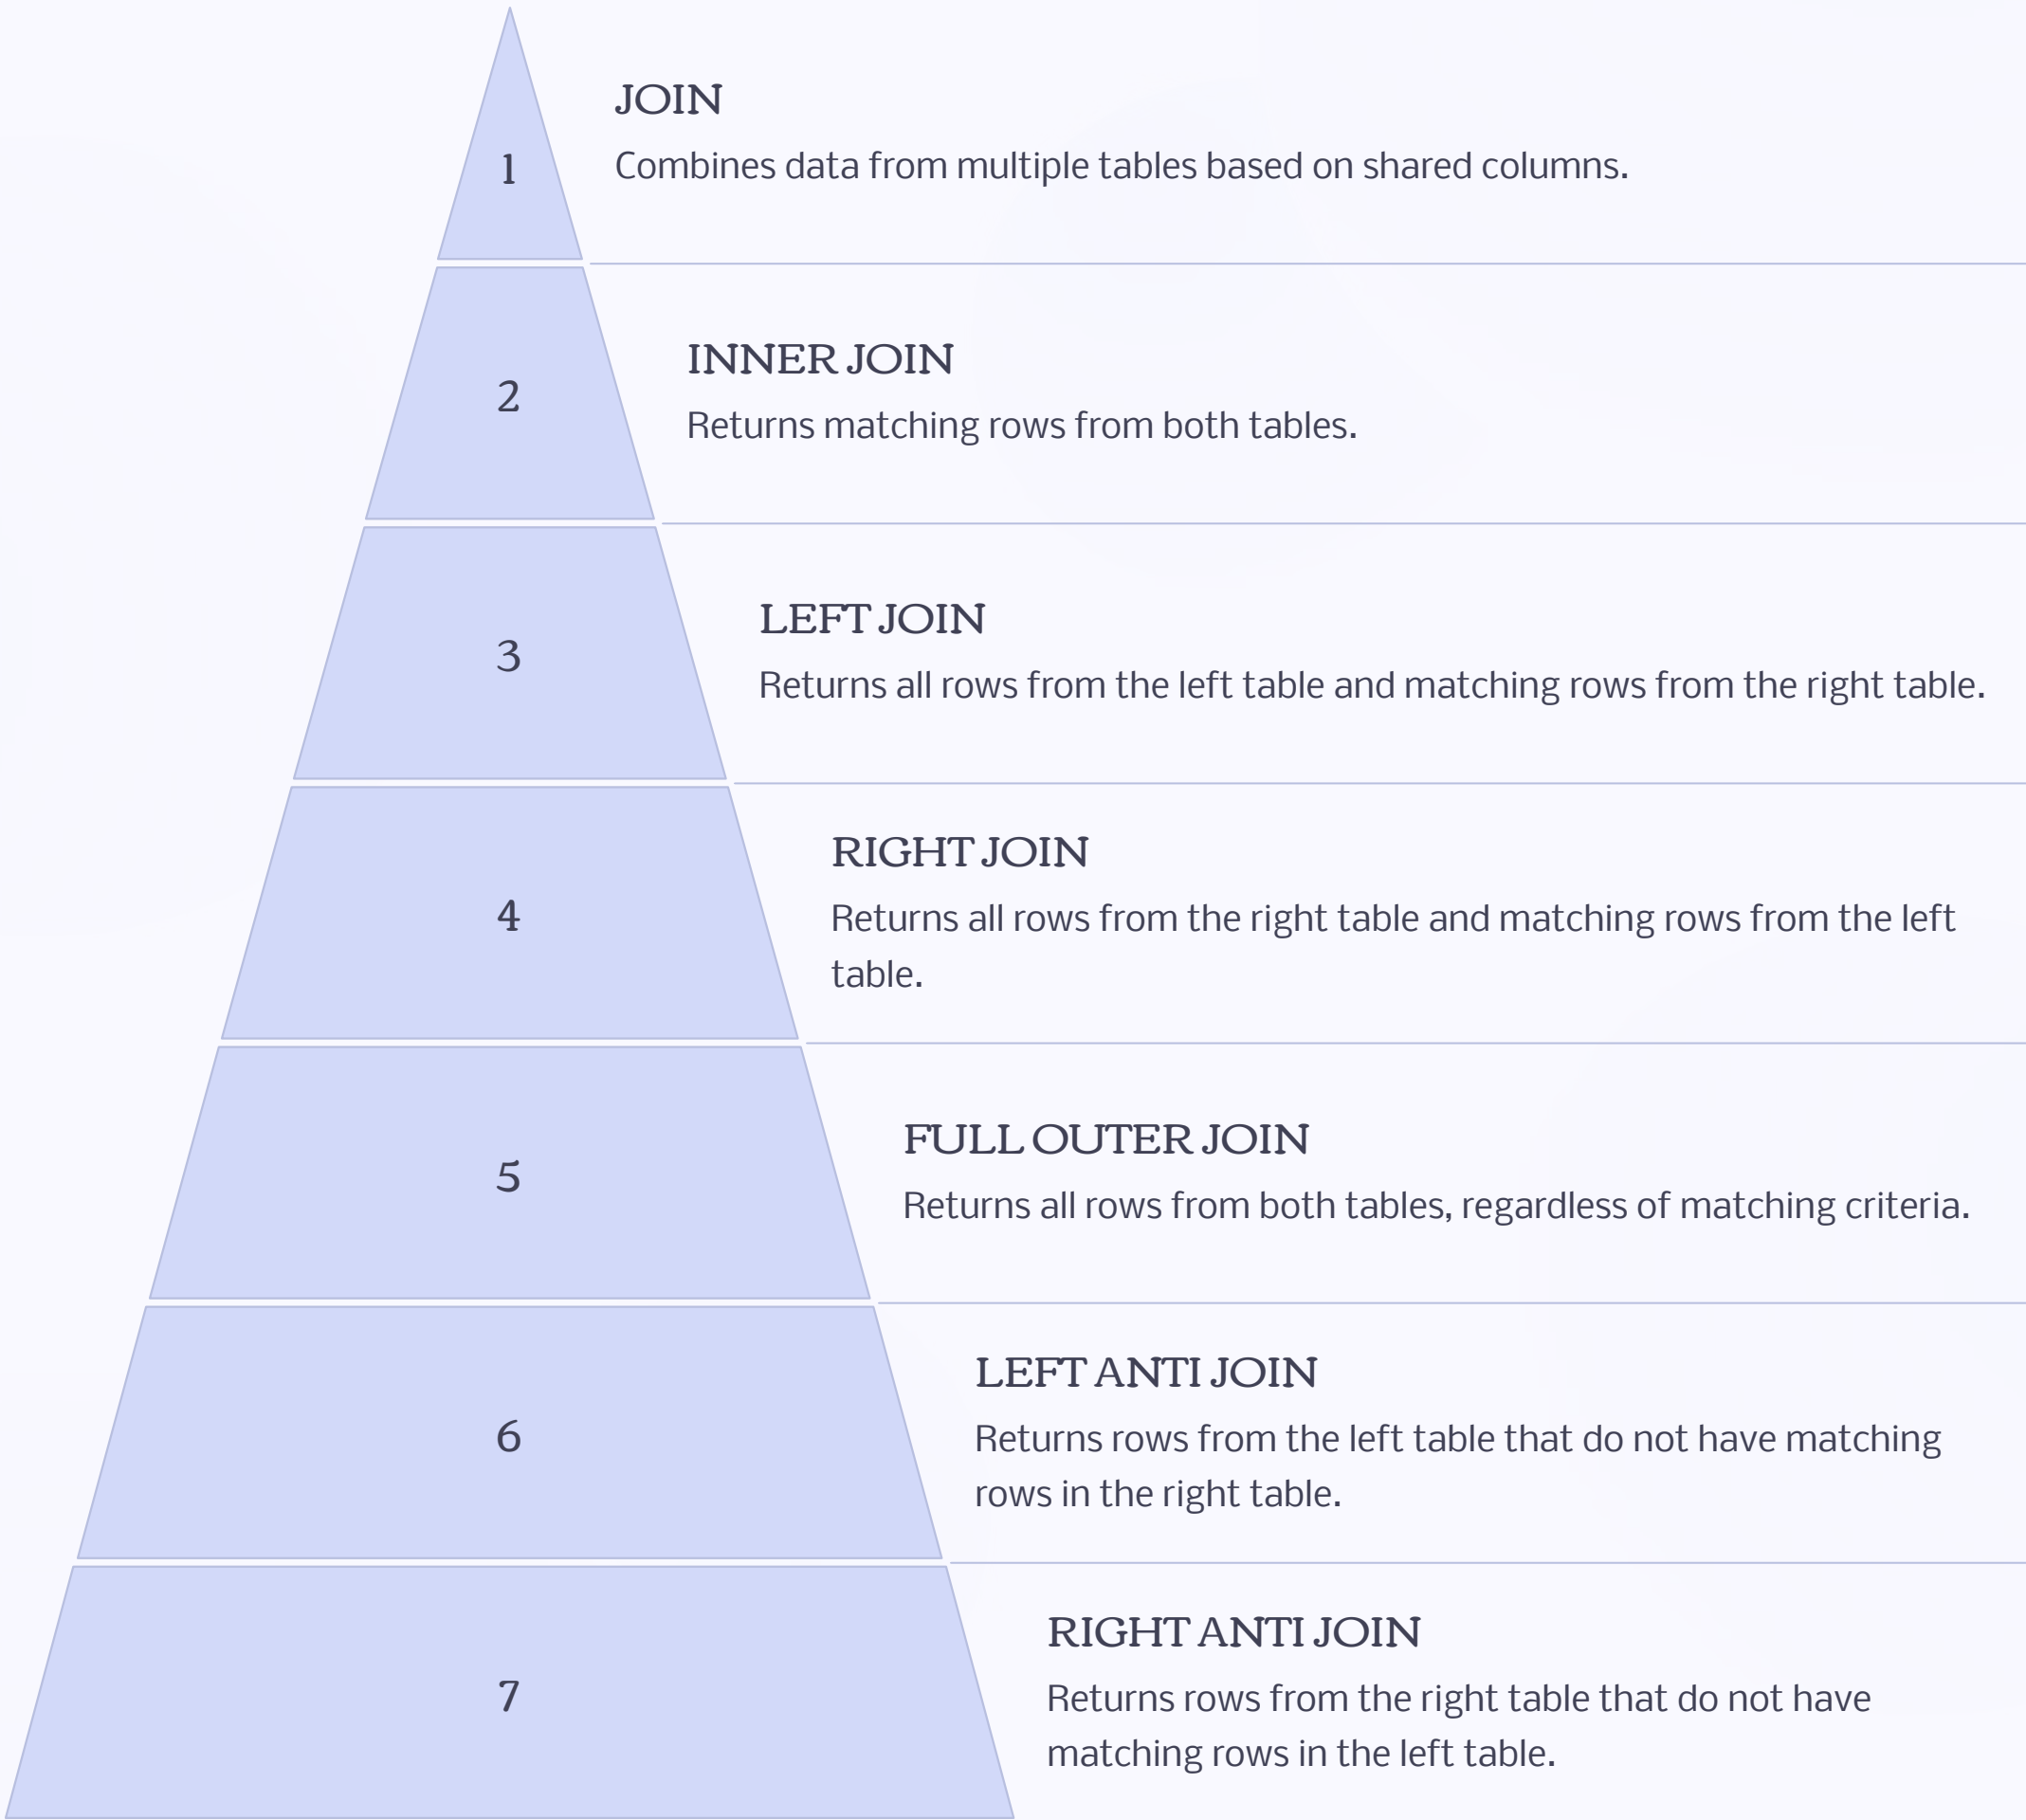 JOIN
1
Combines data from multiple tables based on shared columns.
INNER JOIN
2
Returns matching rows from both tables.
LEFT JOIN
3
Returns all rows from the left table and matching rows from the right table.
RIGHT JOIN
4
Returns all rows from the right table and matching rows from the left
table.
FULL OUTER JOIN
5
Returns all rows from both tables, regardless of matching criteria.
LEFT ANTI JOIN
6
Returns rows from the left table that do not have matching
rows in the right table.
RIGHT ANTI JOIN
7
Returns rows from the right table that do not have
matching rows in the left table.